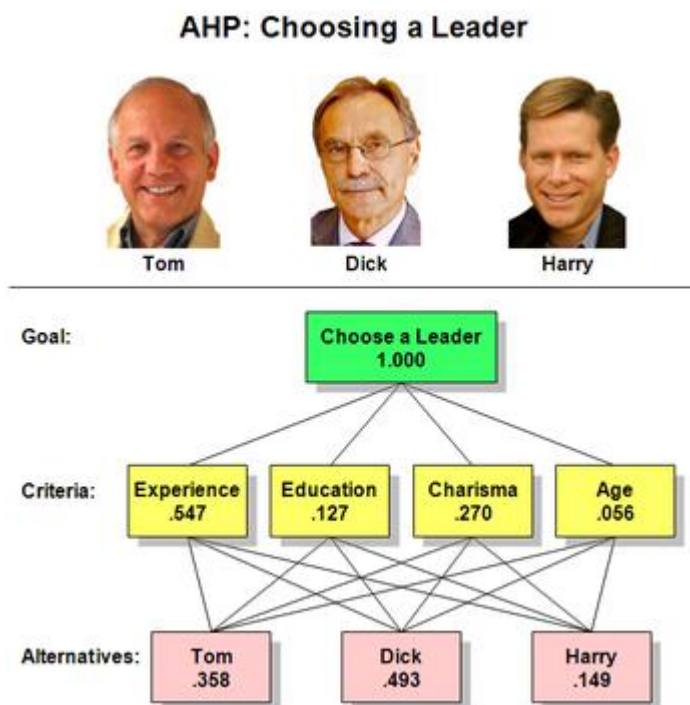 AHP: Choosing a Leader
Tom
Dick
Harry
Goal:
Choose a Leader
1.000
Criteria:
Experience
.547
Education
.127
Charisma
.270
Age
.056
Alternatives:
Tom
.358
Dick
.493
Harry
.149